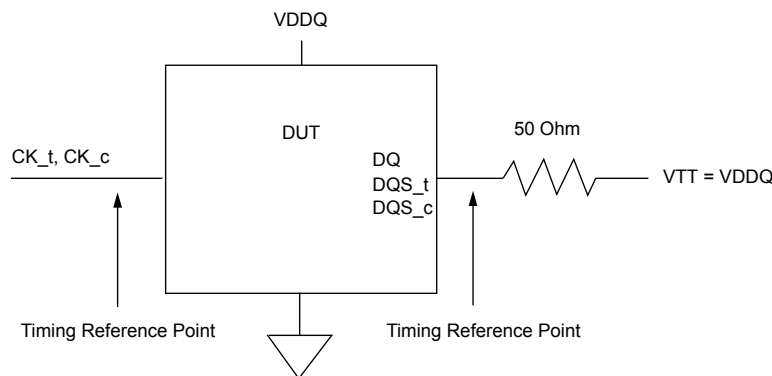 VDDQ
50 Ohm
DUT
CK_t, CK_c
DQ
DQS_t
DQS_c
VTT = VDDQ
Timing Reference Point
Timing Reference Point